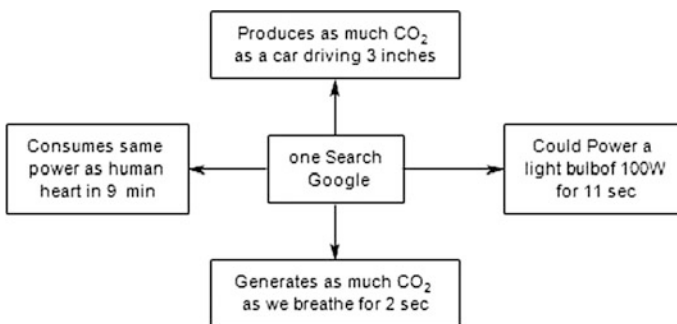 Produces as much CO₂
as a car driving 3 inches
Consumes same
power as human
heart in 9 min
one Search
Google
Could Power a
light bulbof 100W
for 11 sec
Generates as much CO₂
as we breathe for 2 sec